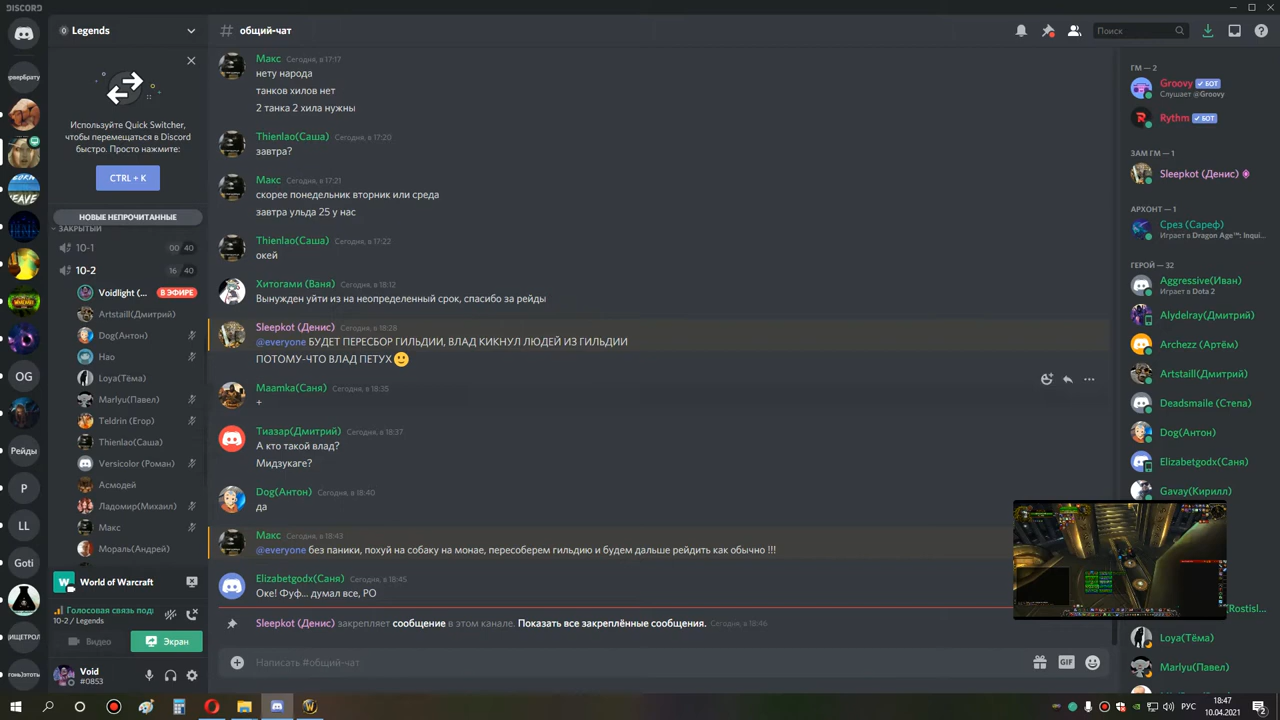 DISCORD
Legends
# общий-чат
Поиск
Используйте Quick Switcher,
чтобы перемещаться в Discord
быстро. Просто нажмите:
CTRL + K
НОВЫЕ НЕПРОЧИТАННЫЕ
ЗАКРЫТЫЙ
10-1 00 40
10-2 16 40
Voidlight (... В ЭФИРЕ
Artstaill(Дмитрий)
Dog(Антон)
Нао
Loya(Тёма)
Marlyu(Павел)
Teldrin (Егор)
Thienlao(Саша)
Versicolor (Роман)
Асмодей
Ладомир(Михаил)
Макс
Мораль(Андрей)
World of Warcraft
Голосовая связь под
10-2 / Legends
Видео
Экран
Void
#0853
OG
Рейды
P
LL
Goti
Макс Сегодня, в 17:17
нету народа
танков хилов нет
2 танка 2 хила нужны
Thienlao(Саша) Сегодня, в 17:20
завтра?
Макс Сегодня, в 17:21
скорее понедельник вторник или среда
завтра ульда 25 у нас
Thienlao(Саша) Сегодня, в 17:22
окей
Хитогами (Ваня) Сегодня, в 18:12
Вынужден уйти из на неопределенный срок, спасибо за рейды
Sleepkot (Денис) Сегодня, в 18:28
@everyone БУДЕТ ПЕРЕСБОР ГИЛЬДИИ, ВЛАД КИКНУЛ ЛЮДЕЙ ИЗ ГИЛЬДИИ
ПОТОМУ-ЧТО ВЛАД ПЕТУХ
Maamka(Саня) Сегодня, в 18:35
+
Тиазар(Дмитрий) Сегодня, в 18:37
А кто такой влад?
Мидзукаге?
Dog(Антон) Сегодня, в 18:40
да
Макс Сегодня, в 18:43
@everyone без паники, похуй на собаку на монае, пересоберем гильдию и будем дальше рейдить как обычно !!!
Elizabetgodx(Саня) Сегодня, в 18:45
Оке! Фуф... думал все, РО
Sleepkot (Денис) закрепляет сообщение в этом канале. Показать все закреплённые сообщения. Сегодня, в 18:46
Написать #общий-чат
GIF
ГМ — 2
Groovy БОТ
Слушает @Groovy
Rythm БОТ
ЗАМ ГМ — 1
Sleepkot (Денис)
АРХОНТ — 1
Срез (Сареф)
Играет в Dragon Age™: Inqui...
ГЕРОЙ — 32
Aggressive(Иван)
Играет в Dota 2
Alydelray(Дмитрий)
Archezz (Артём)
Artstaill(Дмитрий)
Deadsmaile (Степа)
Dog(Антон)
Elizabetgodx(Саня)
Gavay(Кирилл)
Rostisl...
Loya(Тёма)
Marlyu(Павел)
РУС
18:47
10.04.2021
2